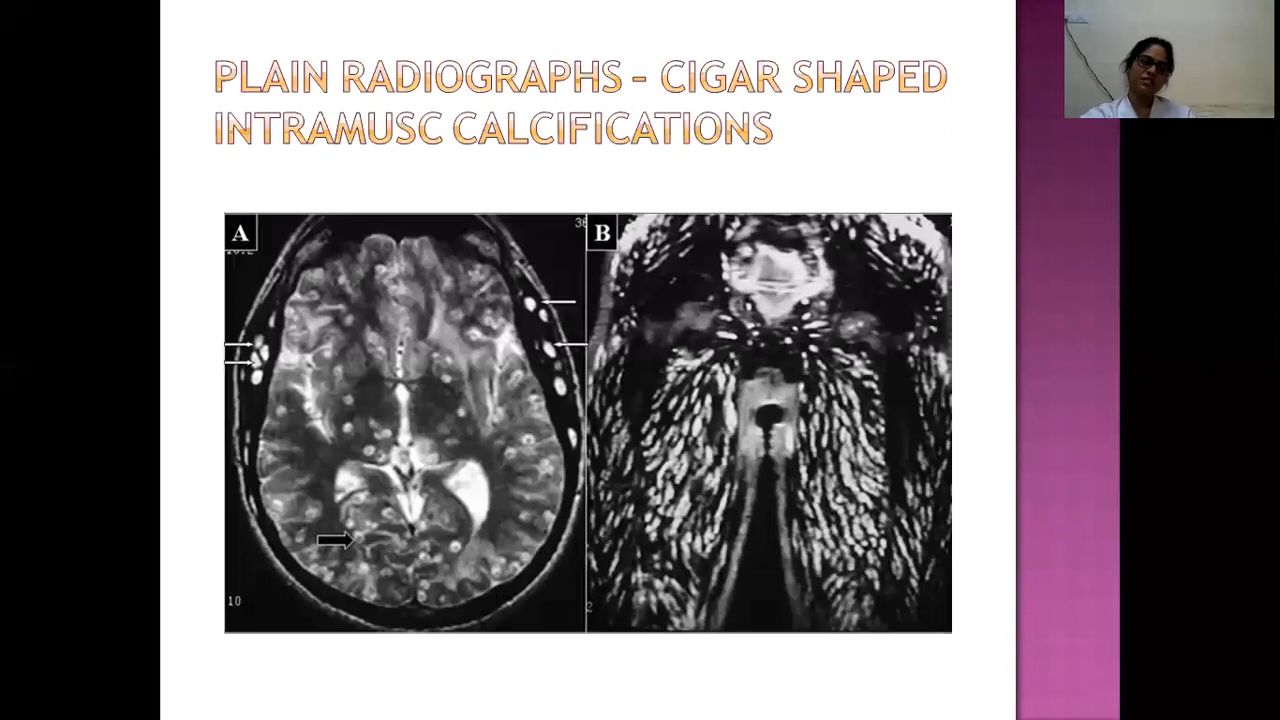 PLAIN RADIOGRAPHS – CIGAR SHAPED
INTRAMUSC CALCIFICATIONS
A
B
10